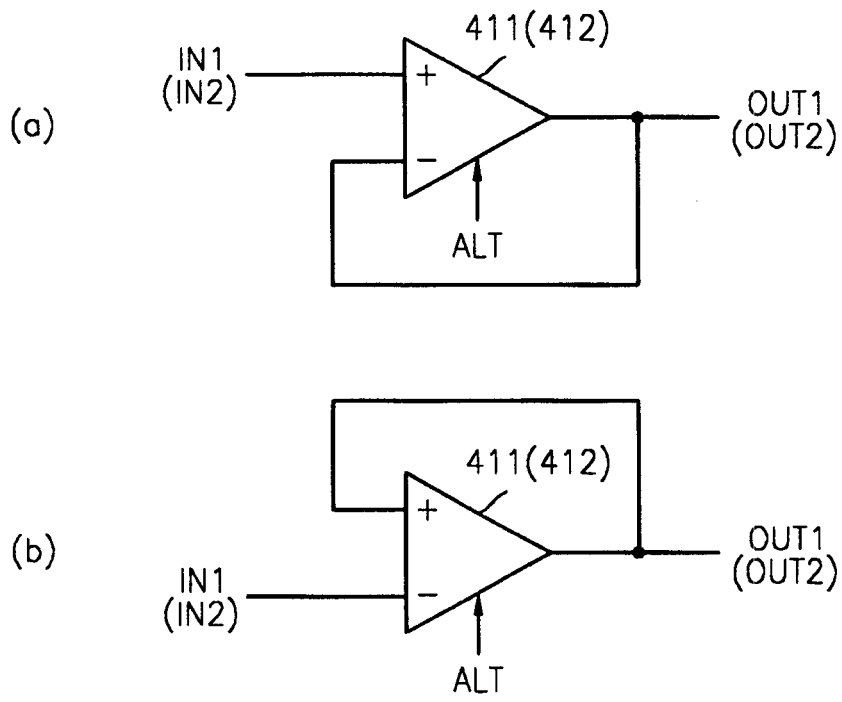 (a)
411(412)
IN1
(IN2)
+
−
OUT1
(OUT2)
ALT
(b)
411(412)
+
−
IN1
(IN2)
OUT1
(OUT2)
ALT